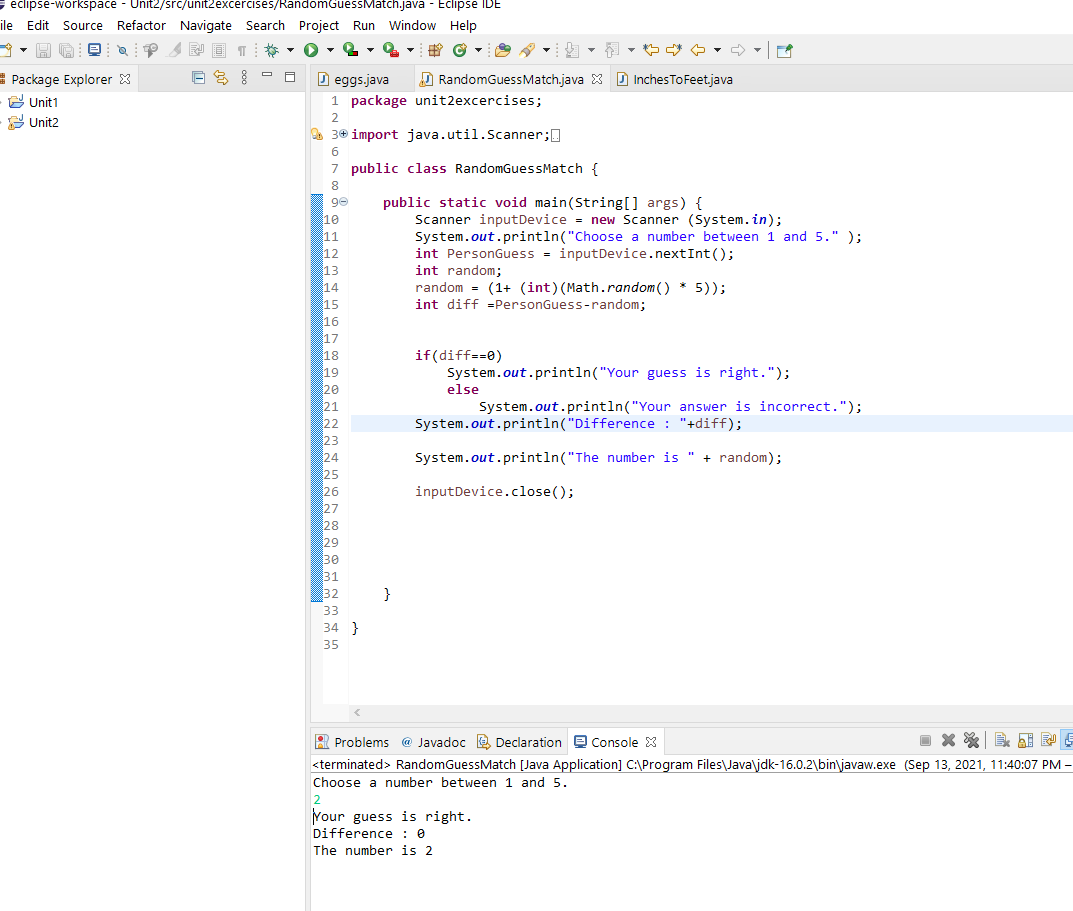 eclipse-workspace - Unit2/src/unit2excercises/RandomGuessMatch.java - Eclipse IDE
ile Edit Source Refactor Navigate Search Project Run Window Help
Package Explorer
eggs.java RandomGuessMatch.java InchesToFeet.java
Unit1
Unit2
1 package unit2excercises;
2
3 import java.util.Scanner;
6
7 public class RandomGuessMatch {
8
9 public static void main(String[] args) {
10 Scanner inputDevice = new Scanner (System.in);
11 System.out.println("Choose a number between 1 and 5." );
12 int PersonGuess = inputDevice.nextInt();
13 int random;
14 random = (1+ (int)(Math.random() * 5));
15 int diff =PersonGuess-random;
16
17
18 if(diff==0)
19 System.out.println("Your guess is right.");
20 else
21 System.out.println("Your answer is incorrect.");
22 System.out.println("Difference : "+diff);
23
24 System.out.println("The number is " + random);
25
26 inputDevice.close();
27
28
29
30
31
32 }
33
34 }
35
Problems Javadoc Declaration Console
<terminated> RandomGuessMatch [Java Application] C:\Program Files\Java\jdk-16.0.2\bin\javaw.exe (Sep 13, 2021, 11:40:07 PM –
Choose a number between 1 and 5.
2
Your guess is right.
Difference : 0
The number is 2